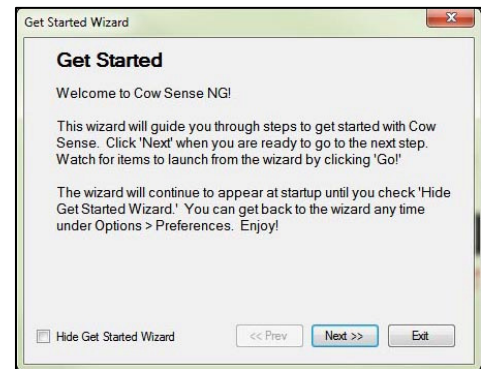 Get Started Wizard
Get Started
Welcome to Cow Sense NG!
This wizard will guide you through steps to get started with Cow
Sense. Click 'Next' when you are ready to go to the next step.
Watch for items to launch from the wizard by clicking 'Go!'
The wizard will continue to appear at startup until you check 'Hide
Get Started Wizard.' You can get back to the wizard any time
under Options > Preferences. Enjoy!
Hide Get Started Wizard << Prev Next >> Exit